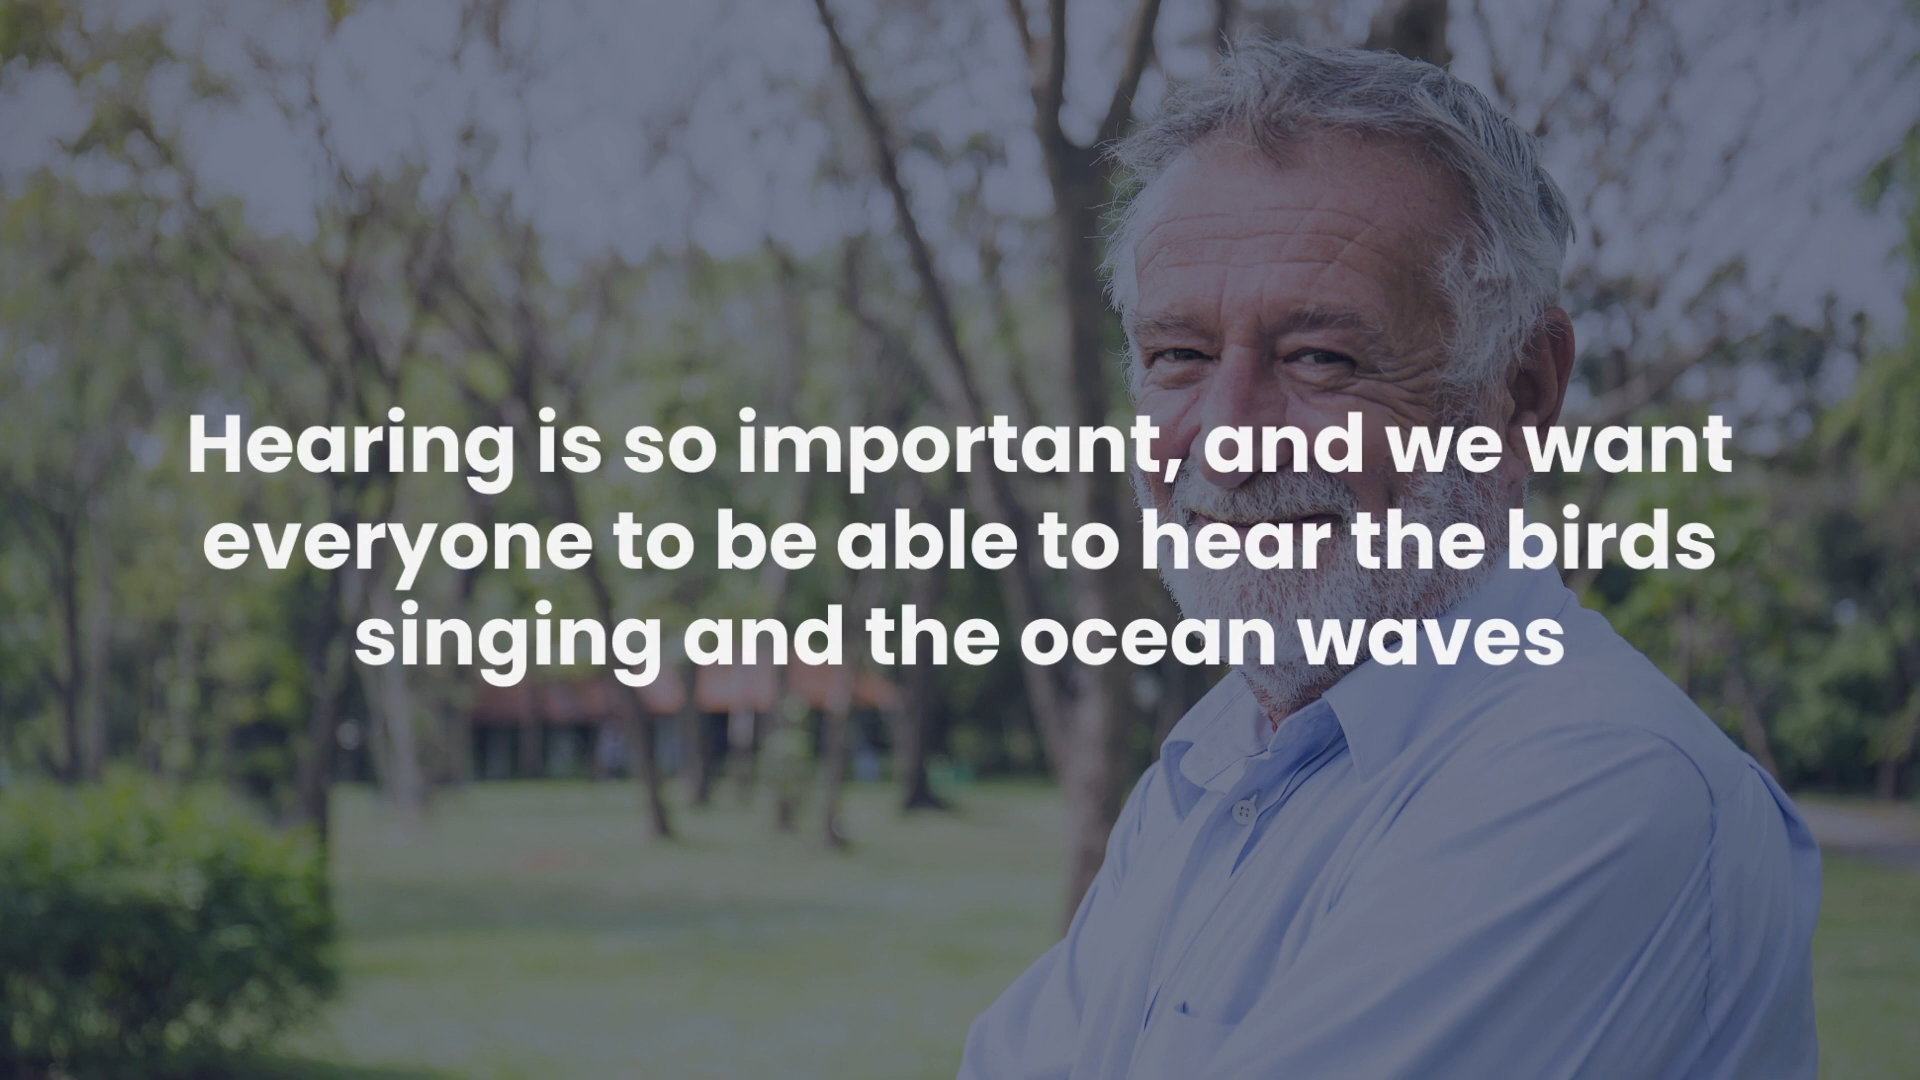 Hearing is so important, and we want
everyone to be able to hear the birds
singing and the ocean waves